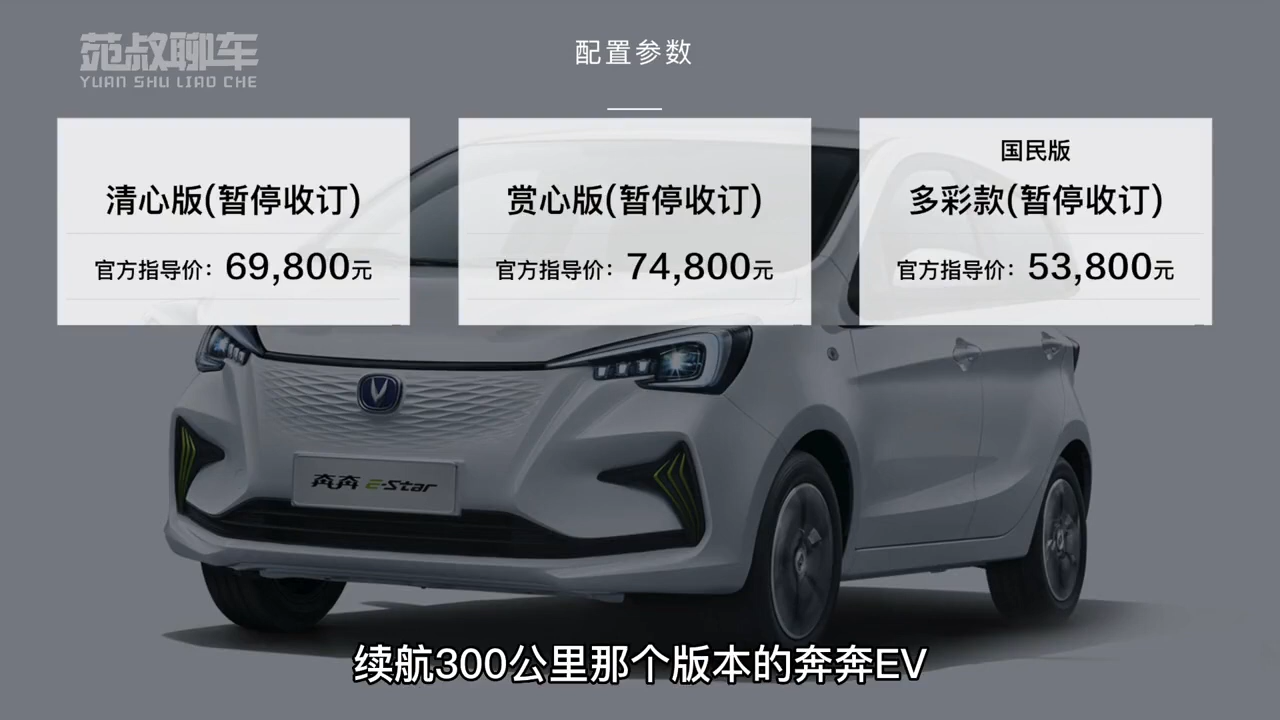 苑叔聊车
YUAN SHU LIAO CHE
配置参数
清心版(暂停收订)
官方指导价：69,800元
赏心版(暂停收订)
官方指导价：74,800元
国民版
多彩款(暂停收订)
官方指导价：53,800元
奔奔 E-Star
续航300公里那个版本的奔奔EV